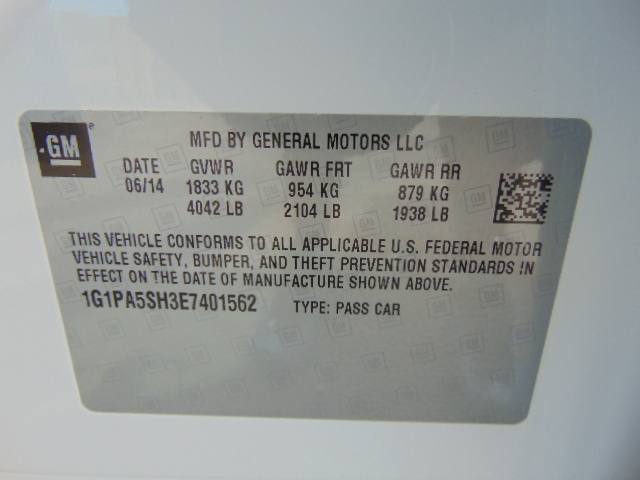 GM
MFD BY GENERAL MOTORS LLC
DATE GVWR GAWR FRT GAWR RR
06/14 1833 KG 954 KG 879 KG
4042 LB 2104 LB 1938 LB
THIS VEHICLE CONFORMS TO ALL APPLICABLE U.S. FEDERAL MOTOR
VEHICLE SAFETY, BUMPER, AND THEFT PREVENTION STANDARDS IN
EFFECT ON THE DATE OF MANUFACTURE SHOWN ABOVE.
1G1PA5SH3E7401562 TYPE: PASS CAR